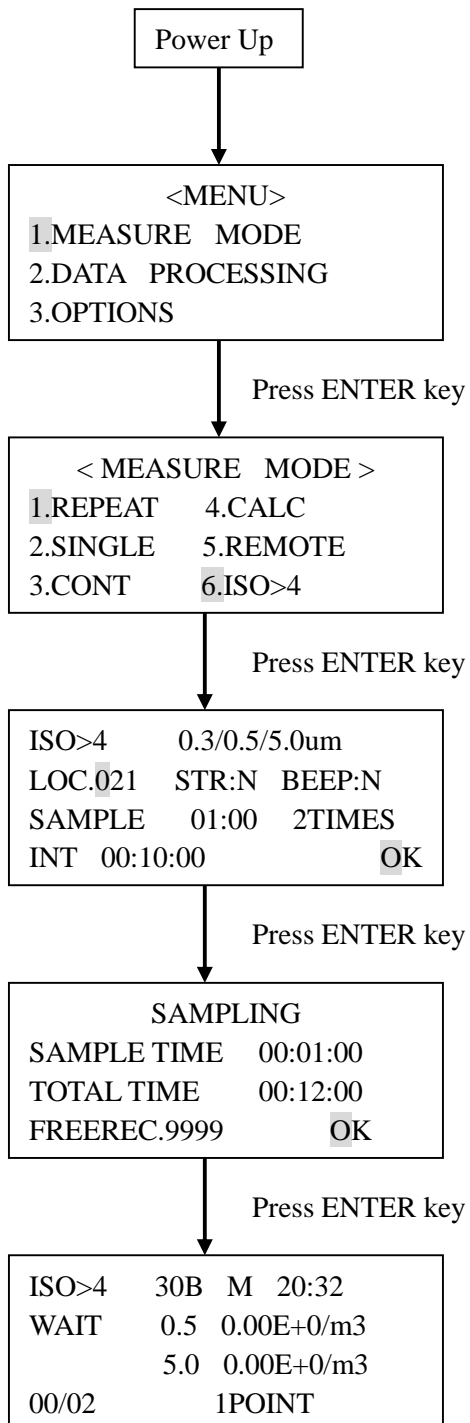 Power Up
<MENU>
1.MEASURE MODE
2.DATA PROCESSING
3.OPTIONS
Press ENTER key
< MEASURE MODE >
1.REPEAT 4.CALC
2.SINGLE 5.REMOTE
3.CONT 6.ISO>4
Press ENTER key
ISO>4 0.3/0.5/5.0um
LOC.021 STR:N BEEP:N
SAMPLE 01:00 2TIMES
INT 00:10:00 OK
Press ENTER key
SAMPLING
SAMPLE TIME 00:01:00
TOTAL TIME 00:12:00
FREEREC.9999 OK
Press ENTER key
ISO>4 30B M 20:32
WAIT 0.5 0.00E+0/m3
5.0 0.00E+0/m3
00/02 1POINT